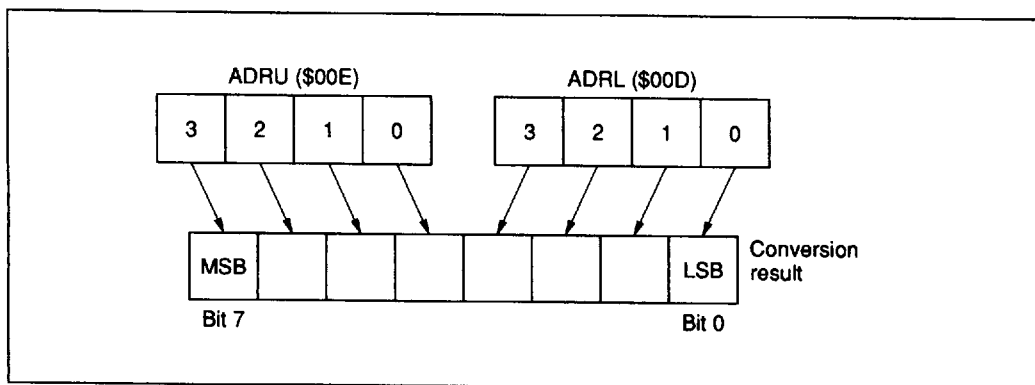 ADRU ($00E) ADRL ($00D)
3 2 1 0 3 2 1 0
MSB LSB Conversion
result
Bit 7 Bit 0